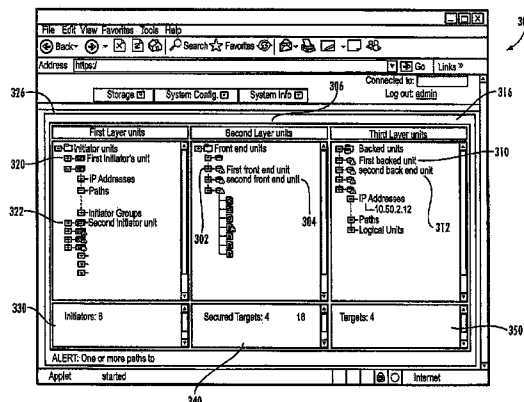 File Edit View Favorites Tools Help
Back Search Favorites
Address https:/ Go Links »
Connected to:
Storage System Config. System Info Log out: admin
326 306 316
First Layer units Second Layer units Third Layer units
320 Initiator units Front end units Backed units
First Initiator's unit First backed unit 310
First front end unit second back end unit
IP Addresses second front end unit IP Addresses
Paths 10.50.2.12
302 304 312
Initiator Groups Paths
322 Second Initiator unit Logical Units
330 Initiators: 6 Secured Targets: 4 16 Targets: 4 350
ALERT: One or more paths to
Applet started Internet
340